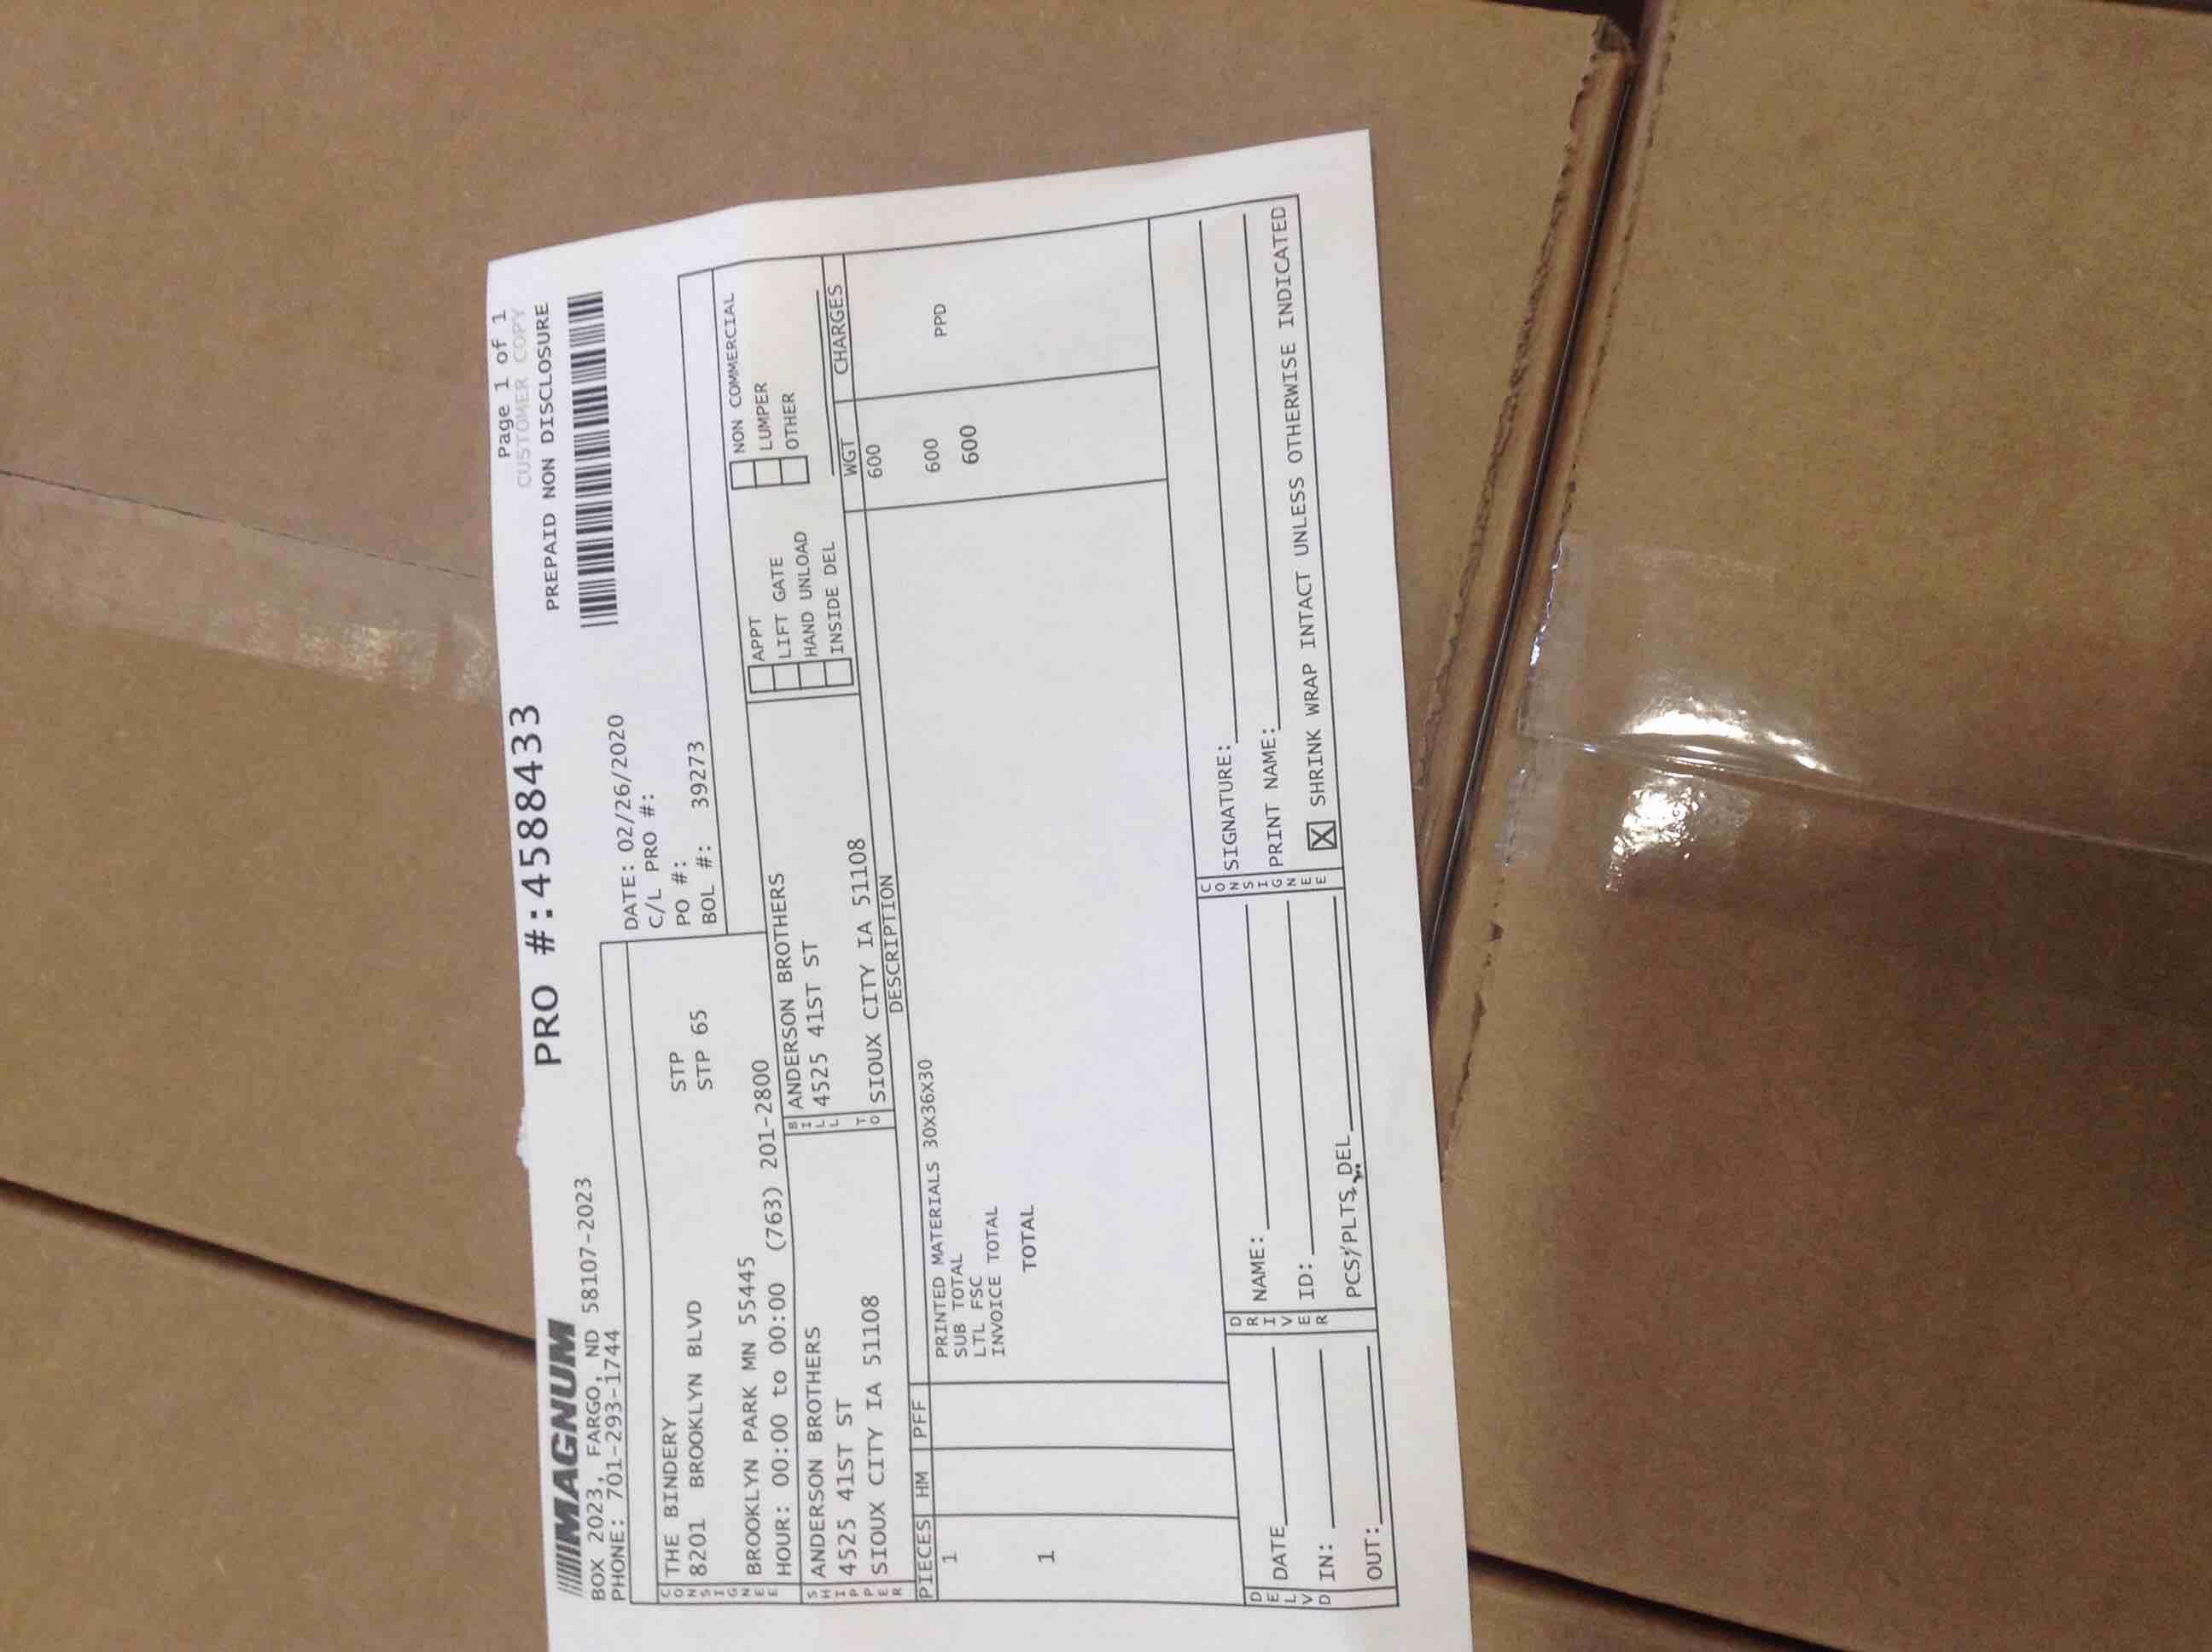 MAGNUM
BOX 2023, FARGO, ND 58107-2023
PHONE: 701-293-1744
PRO #:4588433
Page 1 of 1
CUSTOMER COPY
PREPAID NON DISCLOSURE
DATE: 02/26/2020
C/L PRO #:
PO #:
BOL #: 39273
CONSIGNEE
THE BINDERY STP
8201 BROOKLYN BLVD STP 65
BROOKLYN PARK MN 55445
HOUR: 00:00 to 00:00 (763) 201-2800
SHIPPER
ANDERSON BROTHERS
4525 41ST ST
SIOUX CITY IA 51108
BILL TO
ANDERSON BROTHERS
4525 41ST ST
SIOUX CITY IA 51108
APPT NON COMMERCIAL
LIFT GATE LUMPER
HAND UNLOAD OTHER
INSIDE DEL
PIECES HM PFF DESCRIPTION WGT CHARGES
1 PRINTED MATERIALS 30X36X30 600
SUB TOTAL
LTL FSC
INVOICE TOTAL 600 PPD
1 TOTAL 600
DELVD
DATE
IN:
OUT:
DRIVER
NAME:
ID:
PCS/PLTS DEL
CONSIGNEE
SIGNATURE:
PRINT NAME:
X SHRINK WRAP INTACT UNLESS OTHERWISE INDICATED